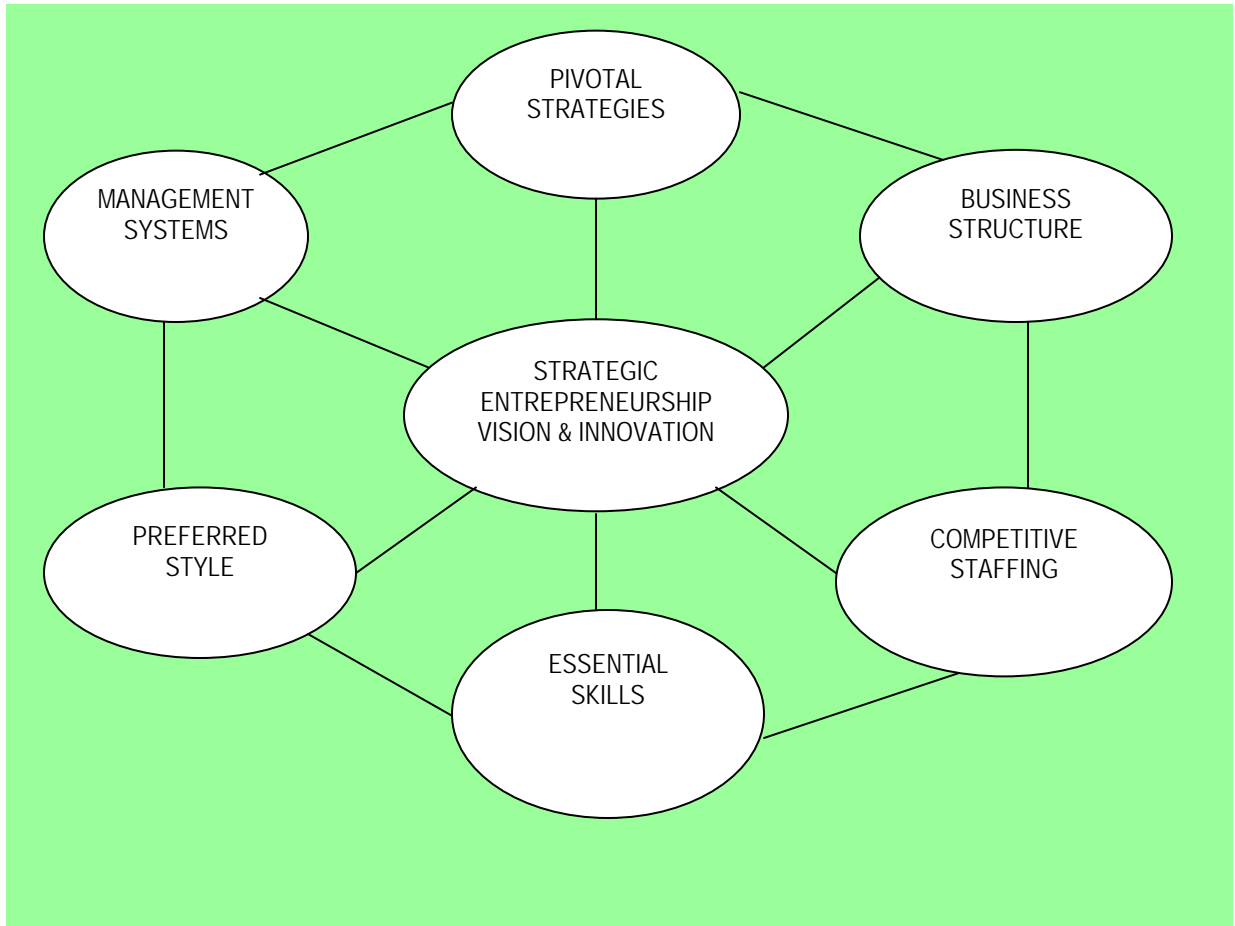 PIVOTAL
STRATEGIES
MANAGEMENT
SYSTEMS
BUSINESS
STRUCTURE
STRATEGIC
ENTREPRENEURSHIP
VISION & INNOVATION
PREFERRED
STYLE
COMPETITIVE
STAFFING
ESSENTIAL
SKILLS